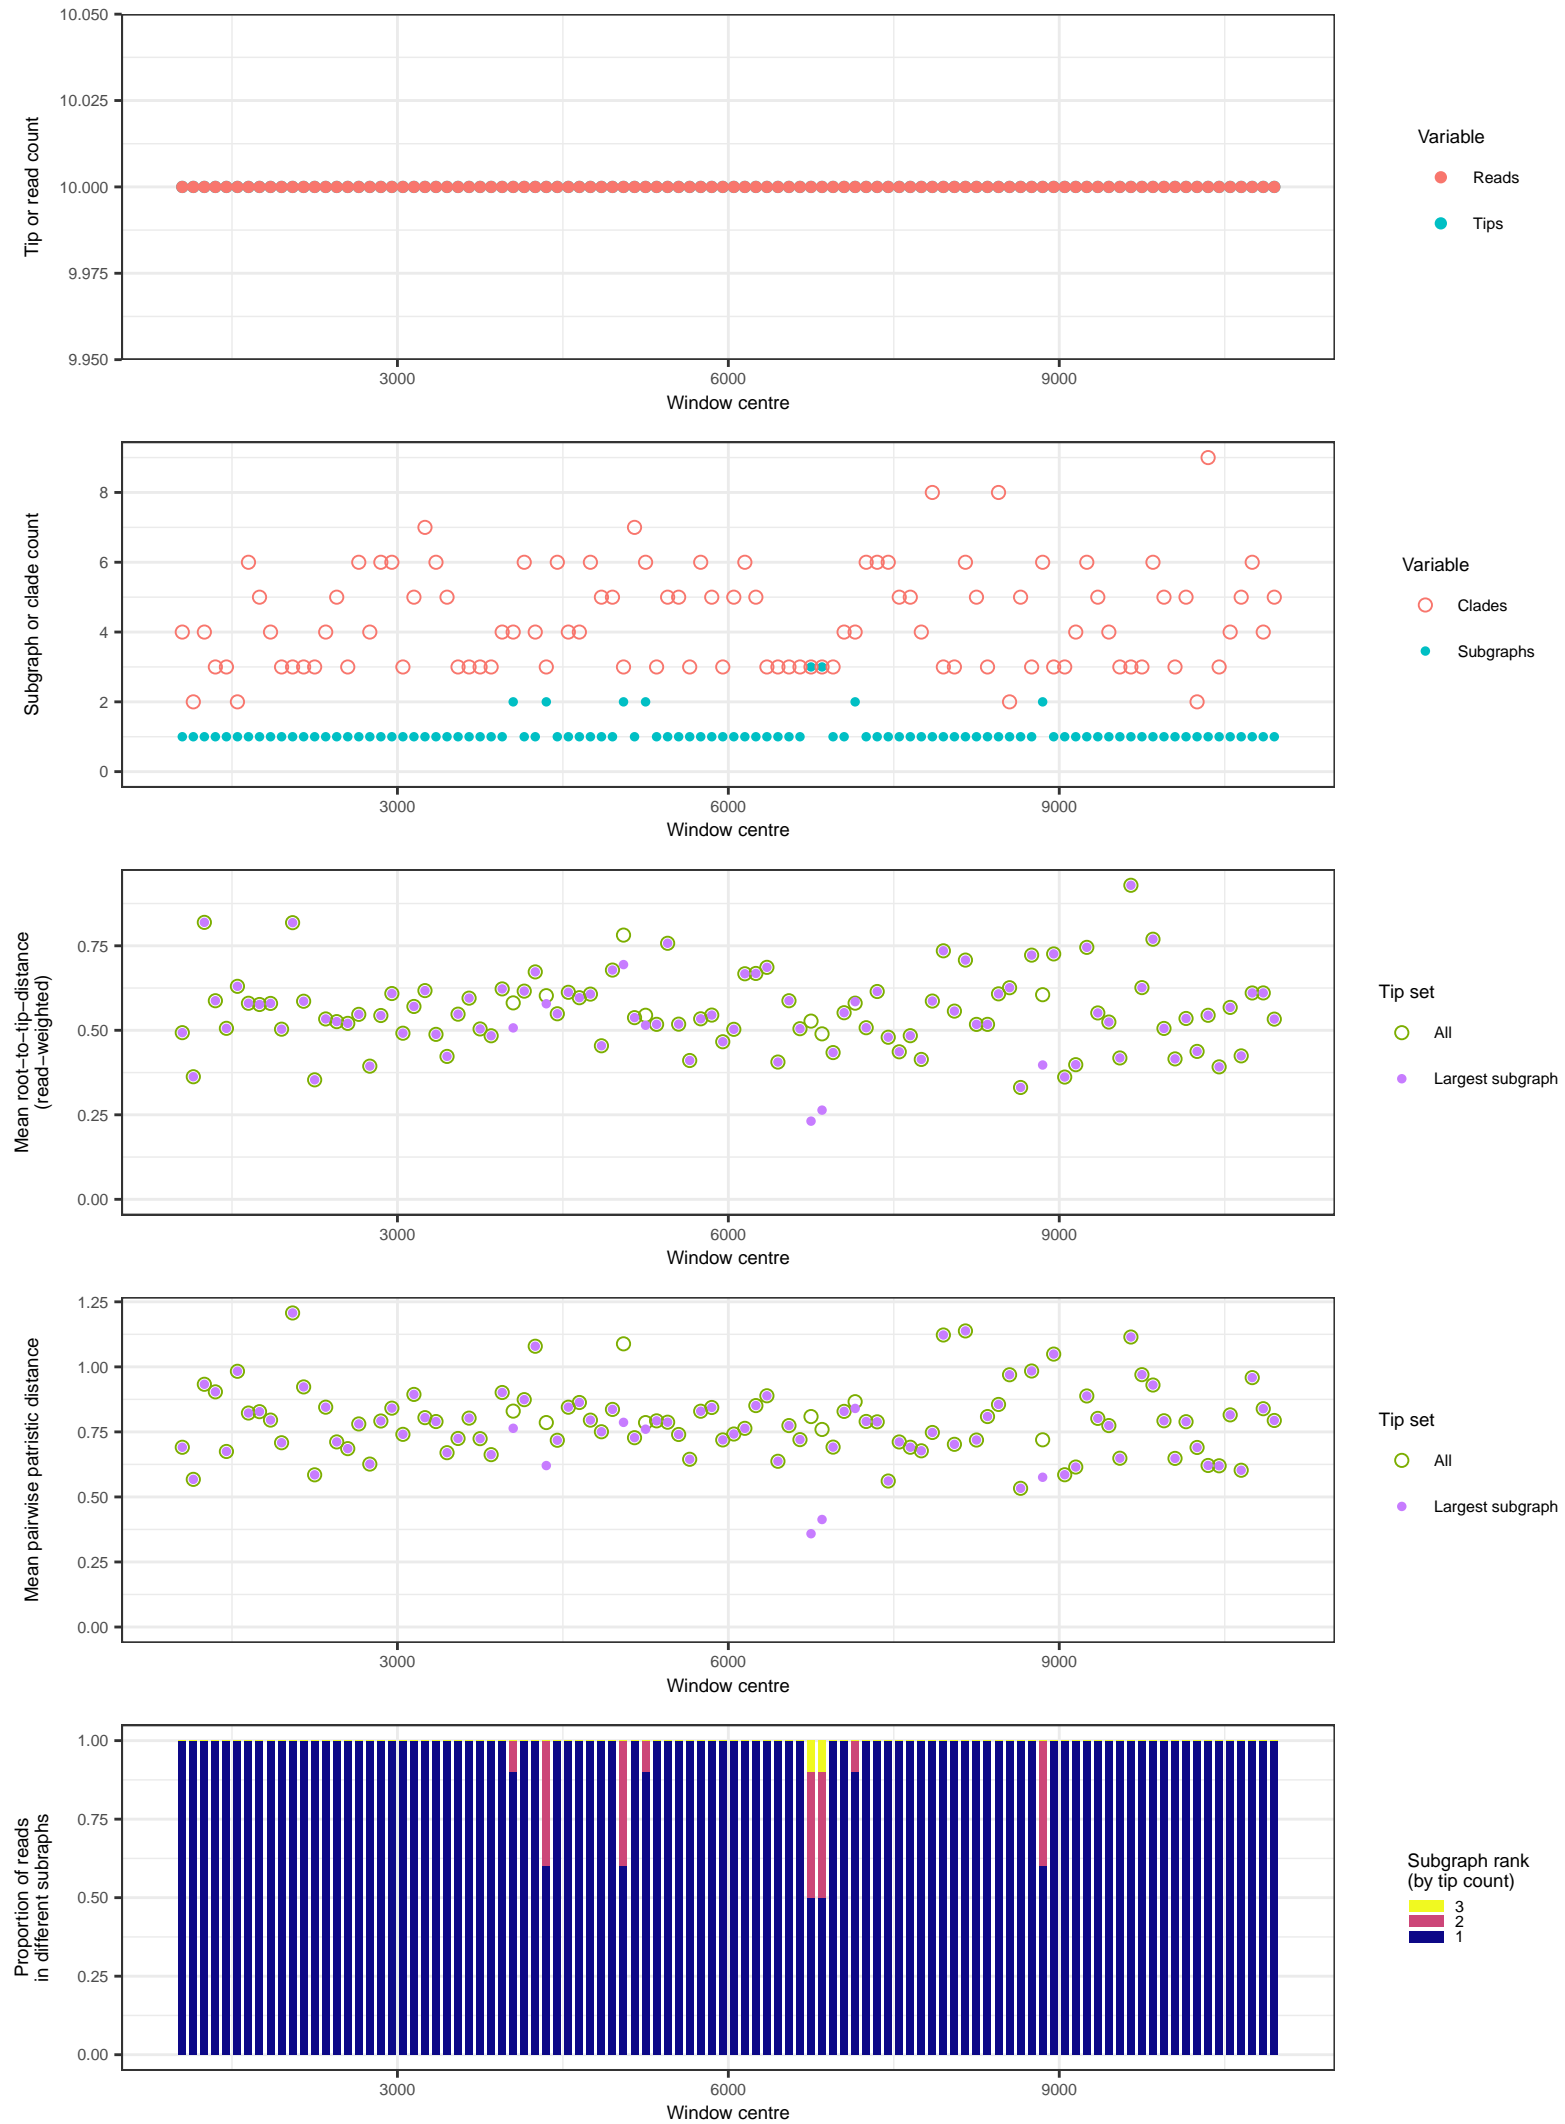 10.050
10.025
10.000
9.975
9.950
Tip or read count
3000 6000 9000
Window centre
Variable
Reads
Tips
8
6
4
2
0
Subgraph or clade count
3000 6000 9000
Window centre
Variable
Clades
Subgraphs
0.75
0.50
0.25
0.00
Mean root−to−tip−distance
(read−weighted)
3000 6000 9000
Window centre
Tip set
All
Largest subgraph
1.25
1.00
0.75
0.50
0.25
0.00
Mean pairwise patristic distance
3000 6000 9000
Window centre
Tip set
All
Largest subgraph
1.00
0.75
0.50
0.25
0.00
Proportion of reads
in different subraphs
3000 6000 9000
Window centre
Subgraph rank
(by tip count)
3
2
1